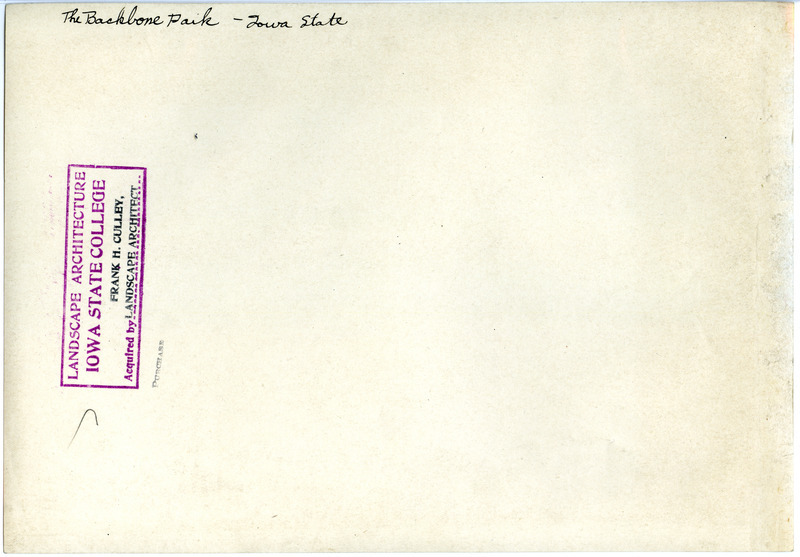 The Backbone Park - Iowa State
LANDSCAPE ARCHITECTURE
IOWA STATE COLLEGE
FRANK H. CULLEY,
Acquired by LANDSCAPE ARCHITECT
PURCHASE